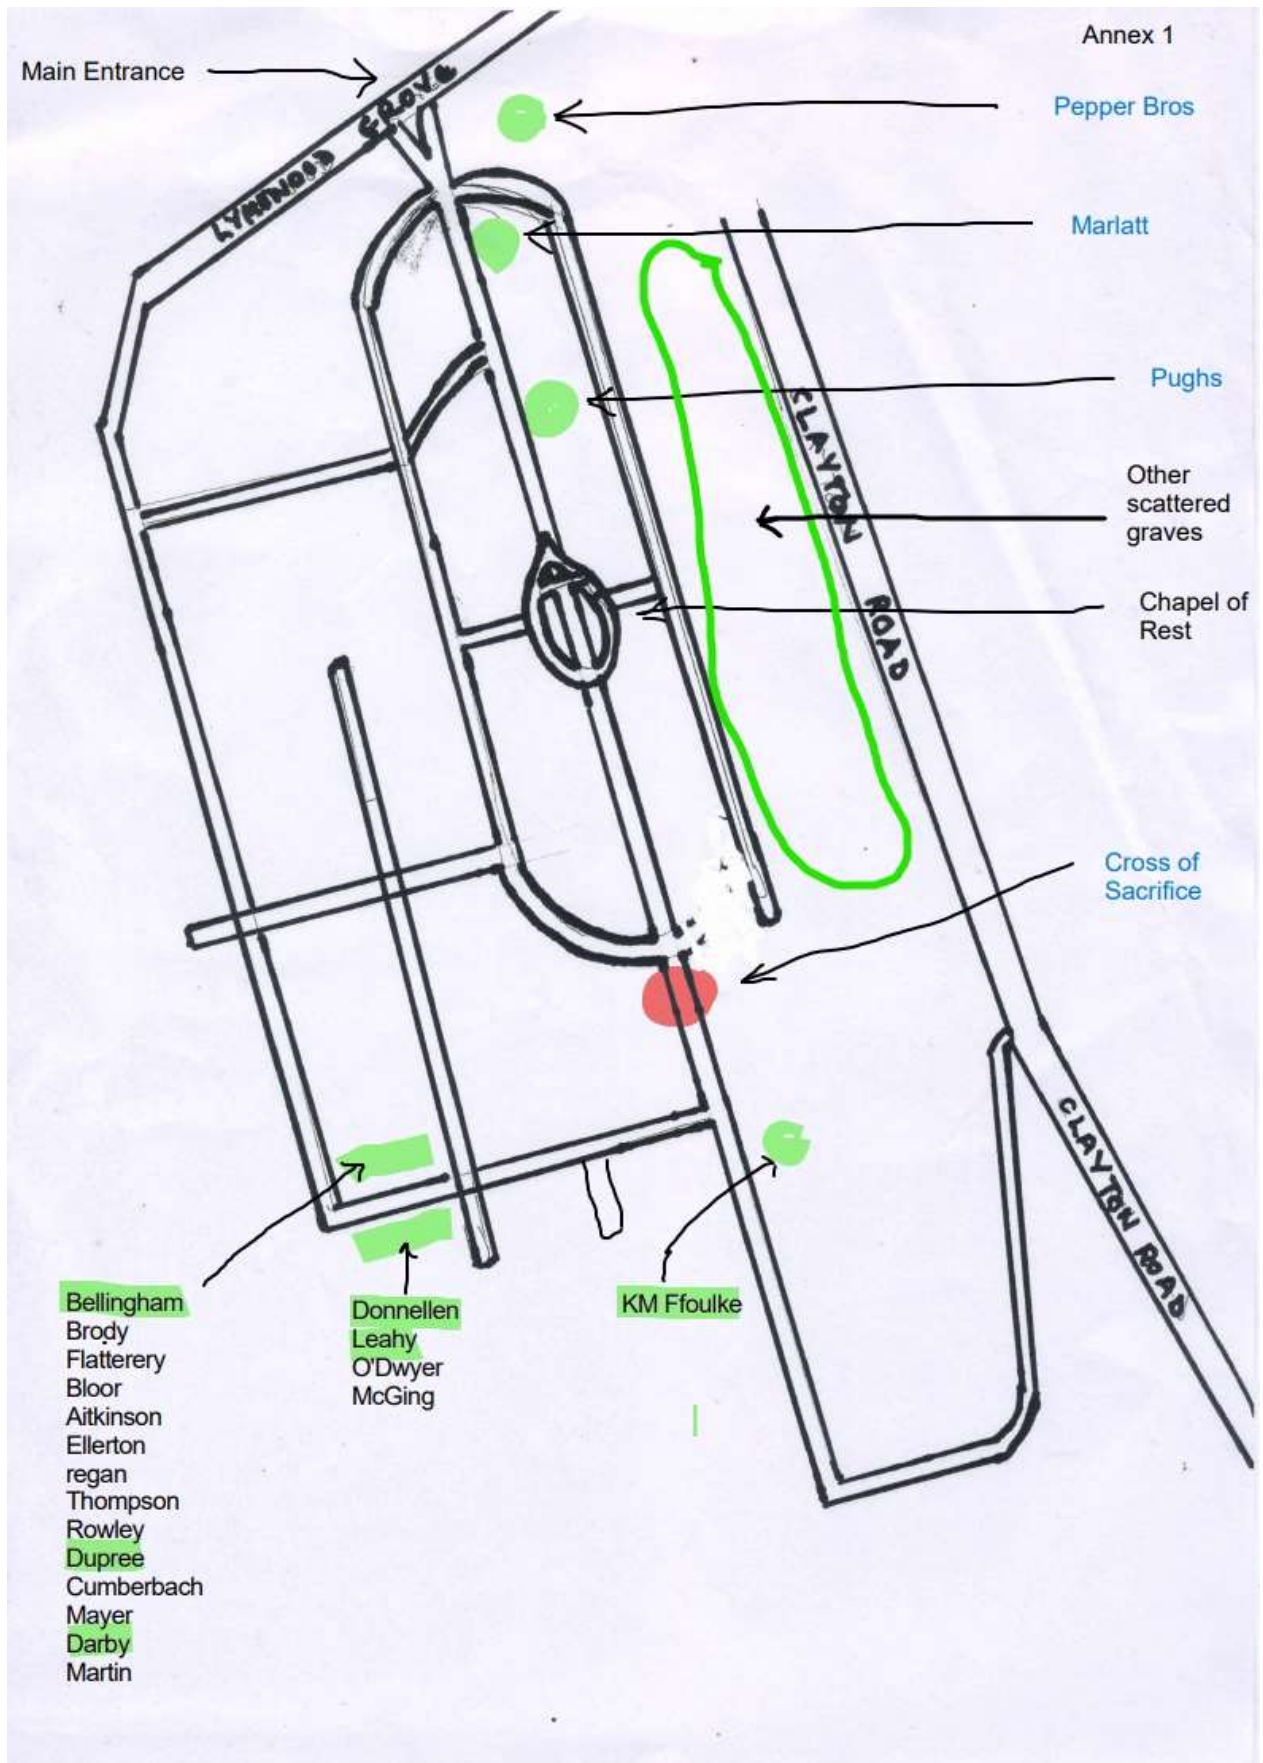 Annex 1
Main Entrance
Pepper Bros
LYMEWOOD
GROVE
Marlatt
Pughs
CLAYTON
ROAD
Other
scattered
graves
Chapel of
Rest
Cross of
Sacrifice
CLAYTON ROAD
Bellingham
Brody
Flatterery
Bloor
Aitkinson
Ellerton
regan
Thompson
Rowley
Dupree
Cumberbach
Mayer
Darby
Martin
Donnellen
Leahy
O'Dwyer
McGing
KM Ffoulke